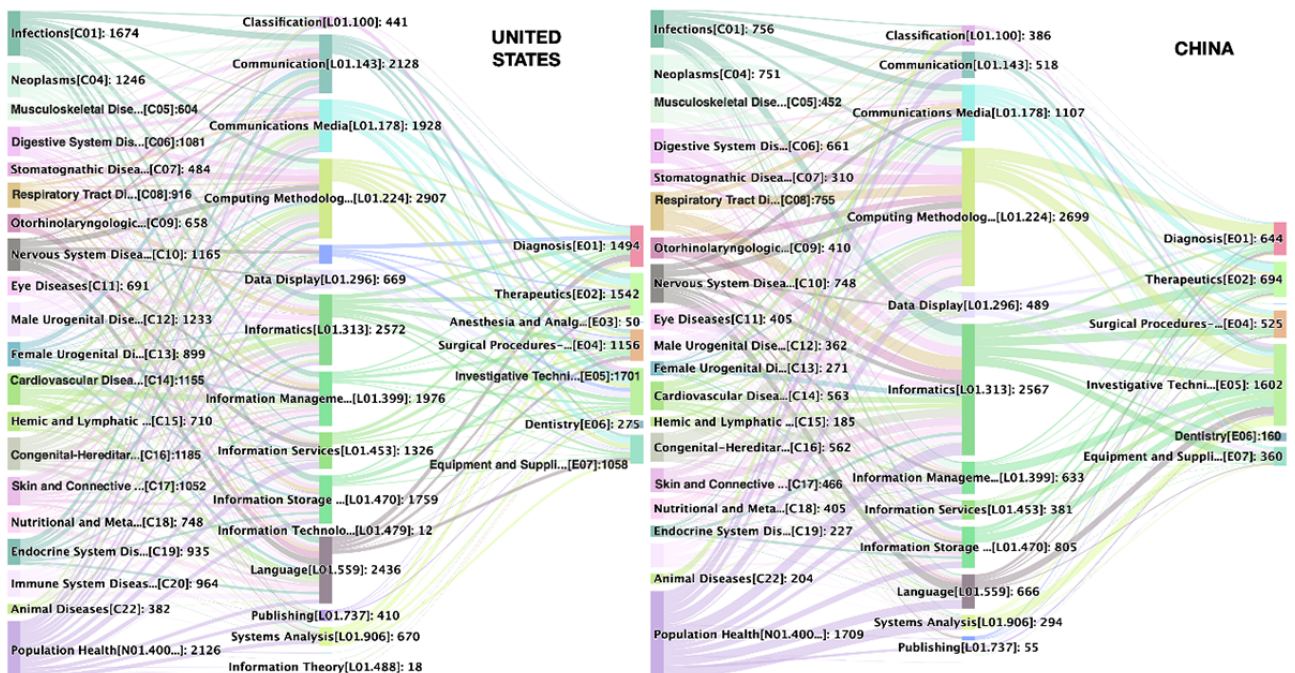 UNITED
STATES
Infections[C01]: 1674
Neoplasms[C04]: 1246
Musculoskeletal Dise...[C05]:604
Digestive System Dis...[C06]:1081
Stomatognathic Disea...[C07]: 484
Respiratory Tract Di...[C08]:916
Otorhinolaryngologic...[C09]: 658
Nervous System Disea...[C10]: 1165
Eye Diseases[C11]: 691
Male Urogenital Dise...[C12]: 1233
Female Urogenital Di...[C13]: 899
Cardiovascular Disea...[C14]:1155
Hemic and Lymphatic ...[C15]: 710
Congenital-Hereditar...[C16]:1185
Skin and Connective ...[C17]:1052
Nutritional and Meta...[C18]: 748
Endocrine System Dis...[C19]: 935
Immune System Diseas...[C20]: 964
Animal Diseases[C22]: 382
Population Health[N01.400...]: 2126
Classification[L01.100]: 441
Communication[L01.143]: 2128
Communications Media[L01.178]: 1928
Computing Methodolog...[L01.224]: 2907
Data Display[L01.296]: 669
Informatics[L01.313]: 2572
Information Manageme...[L01.399]: 1976
Information Services[L01.453]: 1326
Information Storage ...[L01.470]: 1759
Information Technolo...[L01.479]: 12
Language[L01.559]: 2436
Publishing[L01.737]: 410
Systems Analysis[L01.906]: 670
Information Theory[L01.488]: 18
Diagnosis[E01]: 1494
Therapeutics[E02]: 1542
Anesthesia and Analg...[E03]: 50
Surgical Procedures-...[E04]: 1156
Investigative Techni...[E05]:1701
Dentistry[E06]: 275
Equipment and Suppli...[E07]:1058
CHINA
Infections[C01]: 756
Neoplasms[C04]: 751
Musculoskeletal Dise...[C05]:452
Digestive System Dis...[C06]: 661
Stomatognathic Disea...[C07]: 310
Respiratory Tract Di...[C08]:755
Otorhinolaryngologic...[C09]: 410
Nervous System Disea...[C10]: 748
Eye Diseases[C11]: 405
Male Urogenital Dise...[C12]: 362
Female Urogenital Di...[C13]: 271
Cardiovascular Disea...[C14]: 563
Hemic and Lymphatic ...[C15]: 185
Congenital-Hereditar...[C16]: 562
Skin and Connective ...[C17]:466
Nutritional and Meta...[C18]: 405
Endocrine System Dis...[C19]: 227
Animal Diseases[C22]: 204
Population Health[N01.400...]: 1709
Classification[L01.100]: 386
Communication[L01.143]: 518
Communications Media[L01.178]: 1107
Computing Methodolog...[L01.224]: 2699
Data Display[L01.296]: 489
Informatics[L01.313]: 2567
Information Manageme...[L01.399]: 633
Information Services[L01.453]: 381
Information Storage ...[L01.470]: 805
Language[L01.559]: 666
Systems Analysis[L01.906]: 294
Publishing[L01.737]: 55
Diagnosis[E01]: 644
Therapeutics[E02]: 694
Surgical Procedures-...[E04]: 525
Investigative Techni...[E05]: 1602
Dentistry[E06]: 160
Equipment and Suppli...[E07]: 360